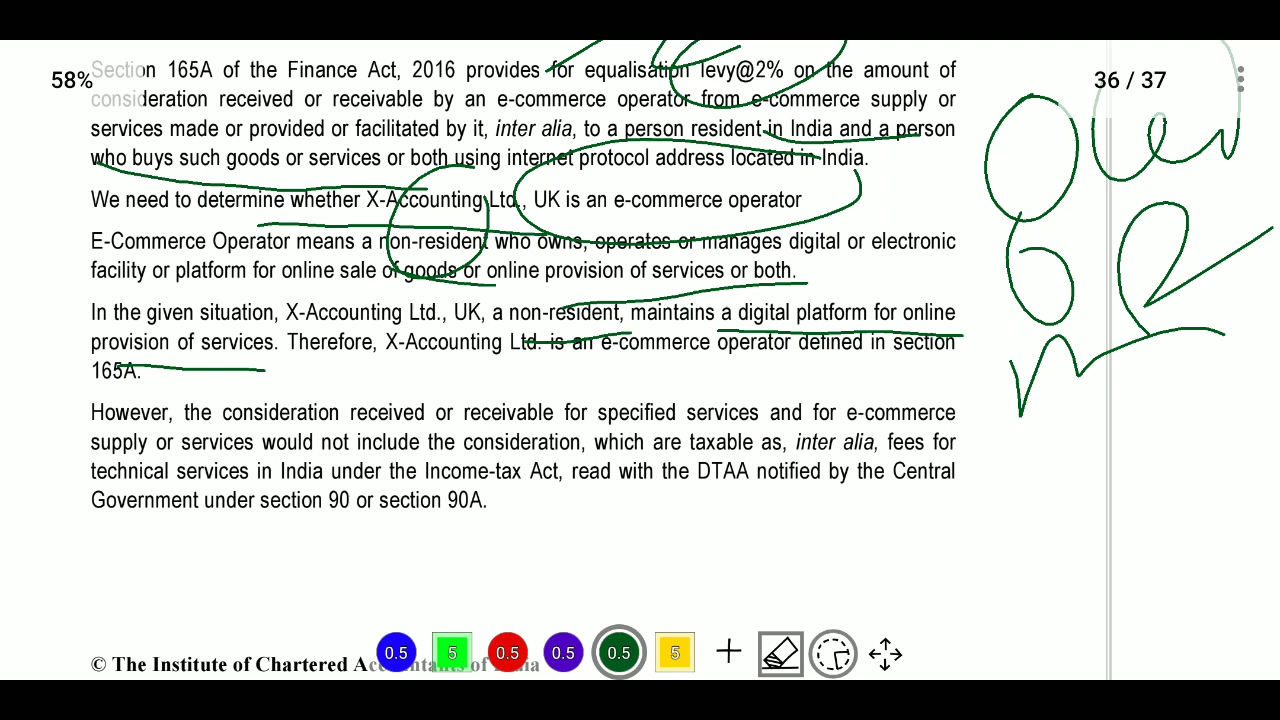 58%
36 / 37
Section 165A of the Finance Act, 2016 provides for equalisation levy@2% on the amount of
consideration received or receivable by an e-commerce operator from e-commerce supply or
services made or provided or facilitated by it, inter alia, to a person resident in India and a person
who buys such goods or services or both using internet protocol address located in India.
We need to determine whether X-Accounting Ltd., UK is an e-commerce operator
E-Commerce Operator means a non-resident who owns, operates or manages digital or electronic
facility or platform for online sale of goods or online provision of services or both.
In the given situation, X-Accounting Ltd., UK, a non-resident, maintains a digital platform for online
provision of services. Therefore, X-Accounting Ltd. is an e-commerce operator defined in section
165A.
However, the consideration received or receivable for specified services and for e-commerce
supply or services would not include the consideration, which are taxable as, inter alia, fees for
technical services in India under the Income-tax Act, read with the DTAA notified by the Central
Government under section 90 or section 90A.
0.5 5 0.5 0.5 0.5 5
© The Institute of Chartered Accountants of India